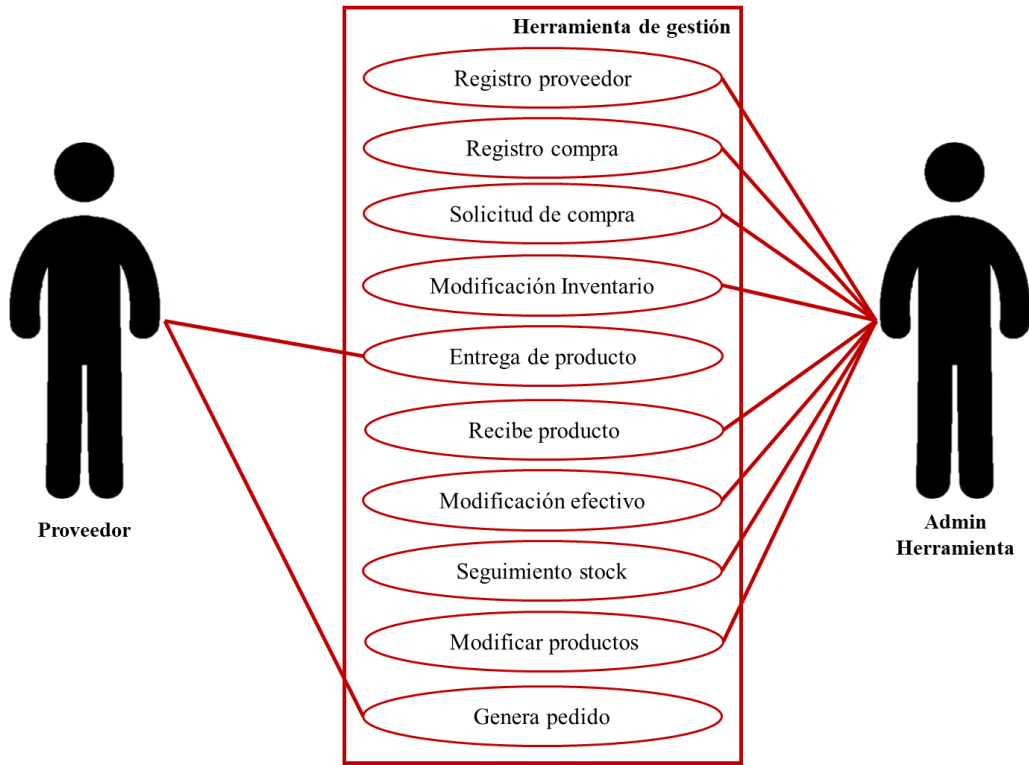 Herramienta de gestión
Registro proveedor
Registro compra
Solicitud de compra
Modificación Inventario
Entrega de producto
Recibe producto
Modificación efectivo
Seguimiento stock
Modificar productos
Genera pedido
Proveedor
Admin
Herramienta